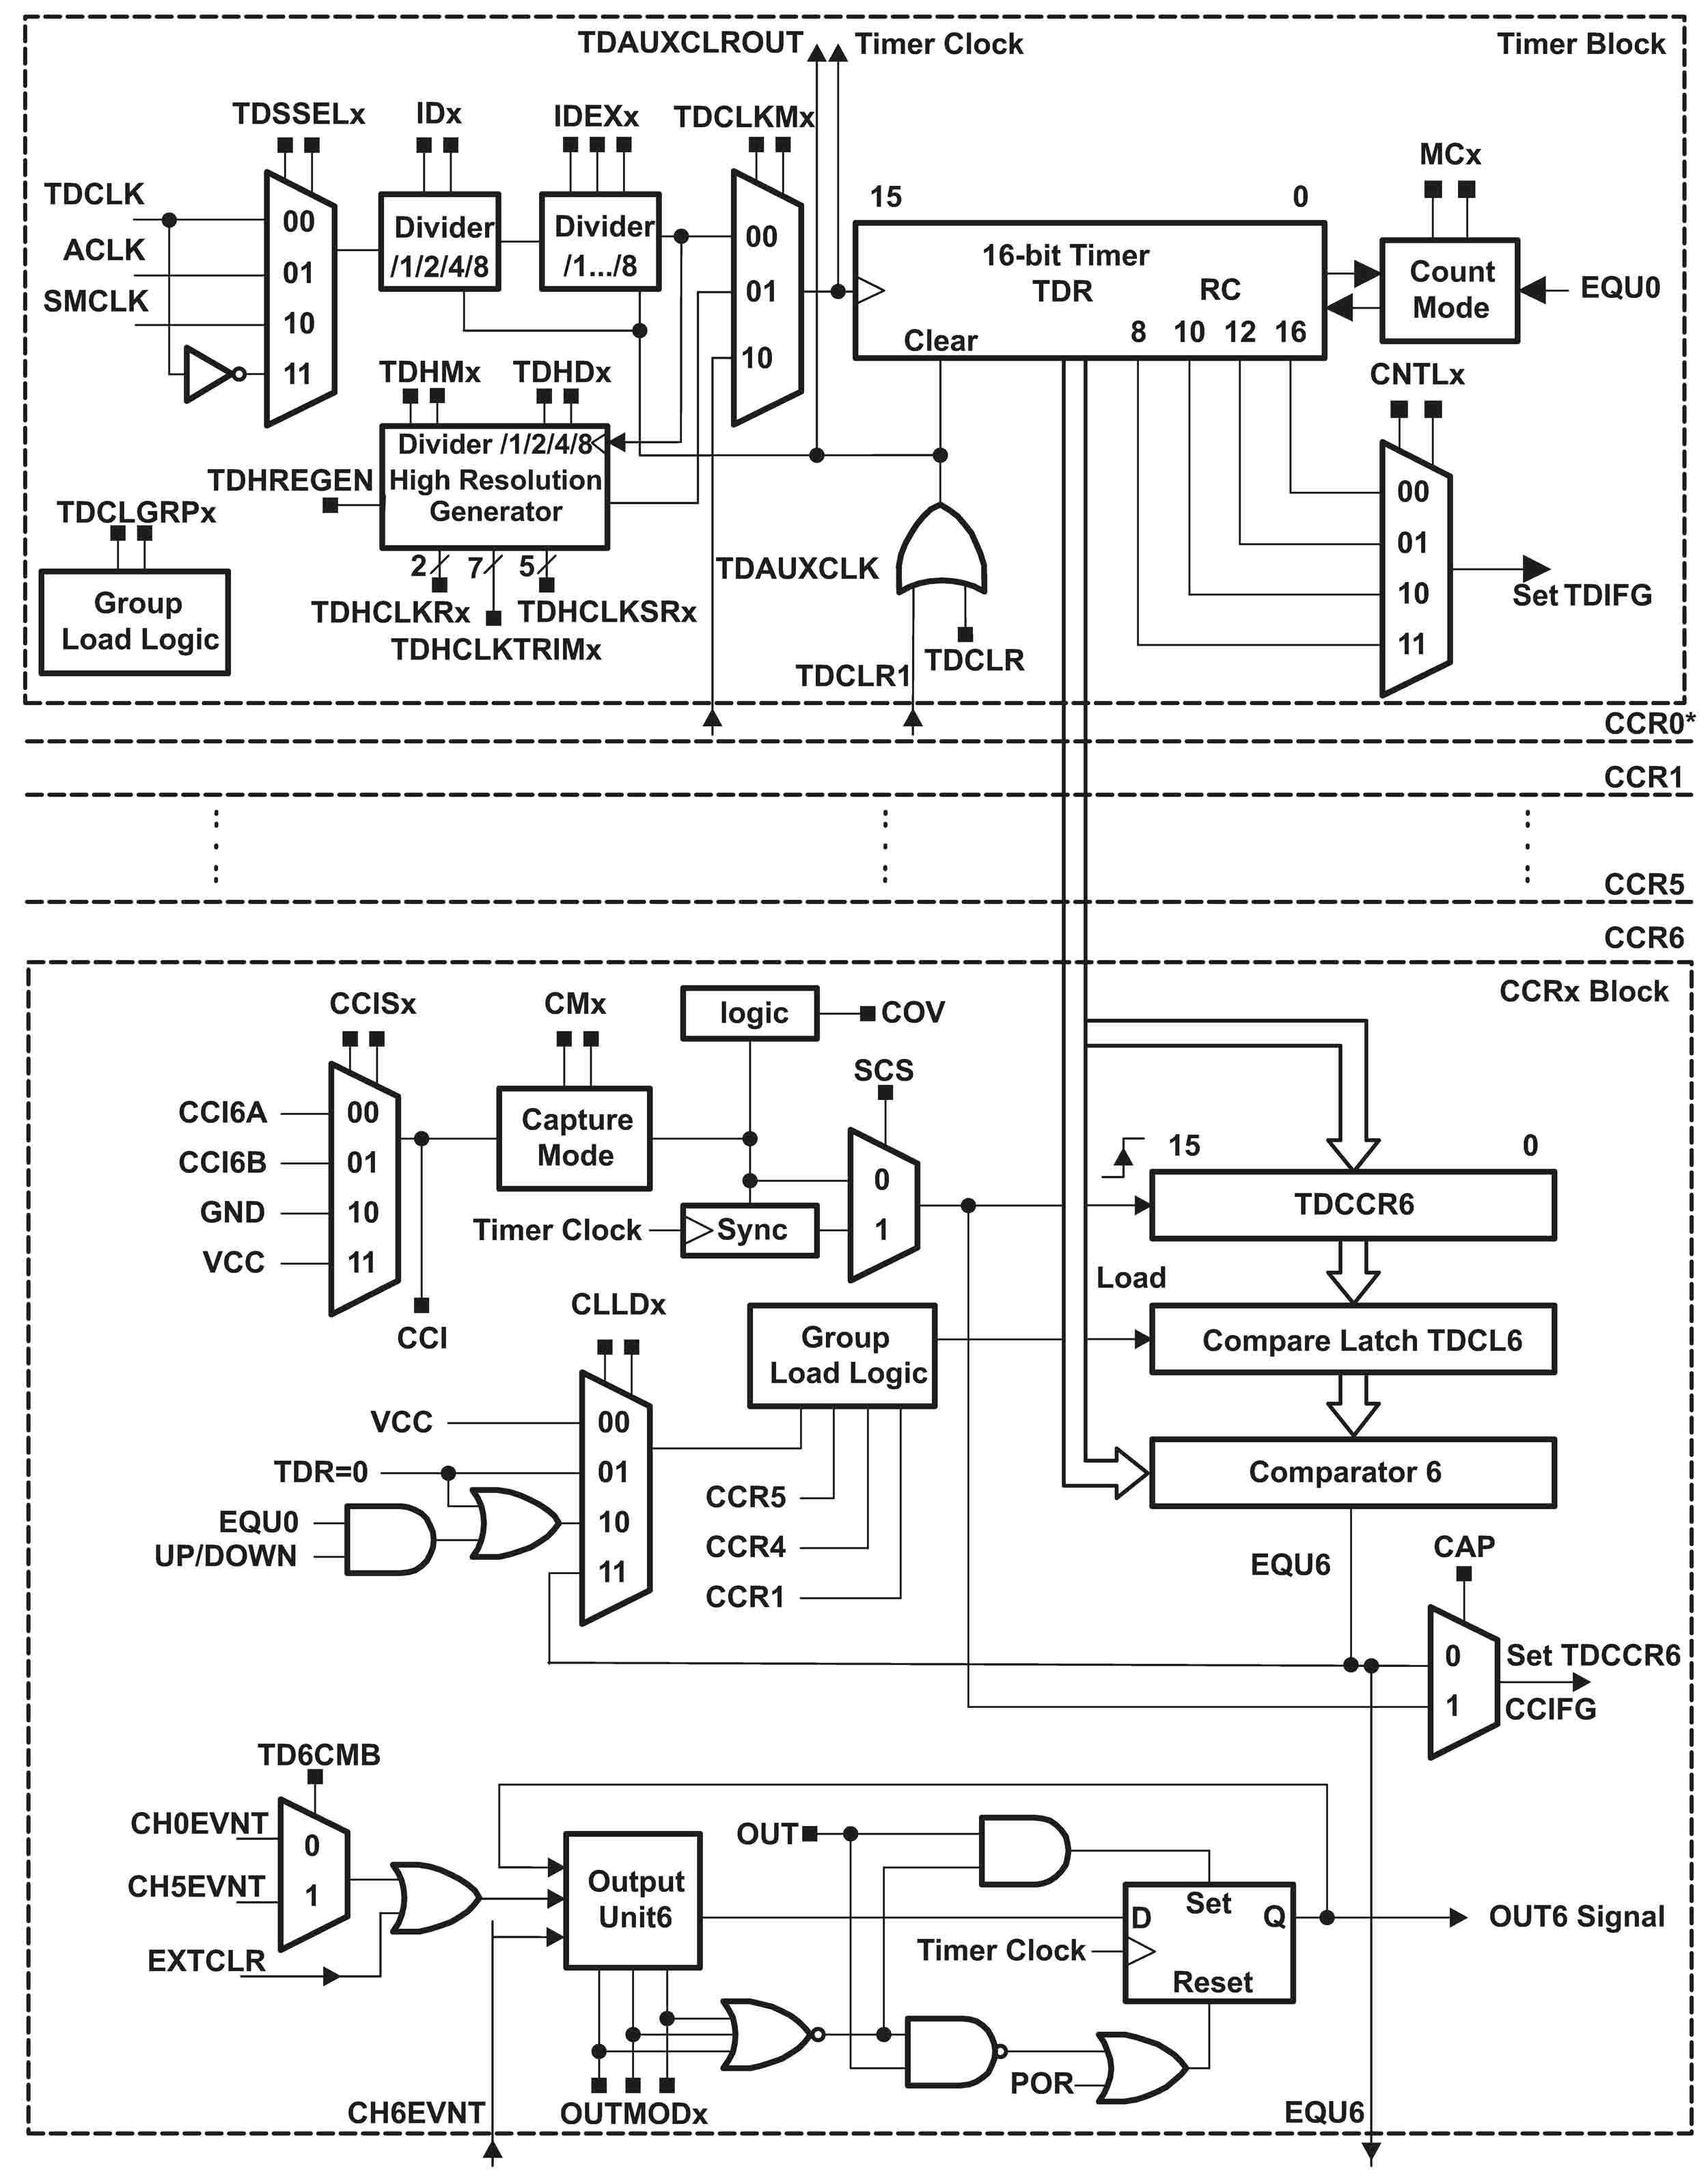 TDAUXCLROUT
Timer Clock
Timer Block
TDSSELx
IDx
IDEXx
TDCLKMx
MCx
TDCLK
ACLK
SMCLK
00
01
10
11
Divider
/1/2/4/8
Divider
/1.../8
00
01
10
15
0
16-bit Timer
TDR
RC
Clear
8
10
12
16
Count
Mode
EQU0
CNTLx
00
01
10
11
Set TDIFG
TDHMx
TDHDx
Divider /1/2/4/8
High Resolution
Generator
TDHREGEN
2
7
5
TDHCLKRx
TDHCLKSRx
TDHCLKTRIMx
TDCLGRPx
Group
Load Logic
TDAUXCLK
TDCLR1
TDCLR
CCR0*
CCR1
CCR5
CCR6
CCRx Block
CCISx
CMx
logic
COV
SCS
CCI6A
CCI6B
GND
VCC
00
01
10
11
CCI
Capture
Mode
Timer Clock
Sync
0
1
15
0
TDCCR6
Load
Compare Latch TDCL6
Comparator 6
CLLDx
Group
Load Logic
VCC
TDR=0
EQU0
UP/DOWN
00
01
10
11
CCR5
CCR4
CCR1
EQU6
CAP
0
1
Set TDCCR6
CCIFG
TD6CMB
CH0EVNT
CH5EVNT
0
1
EXTCLR
Output
Unit6
OUT
D
Set
Q
Timer Clock
Reset
OUT6 Signal
POR
CH6EVNT
OUTMODx
EQU6